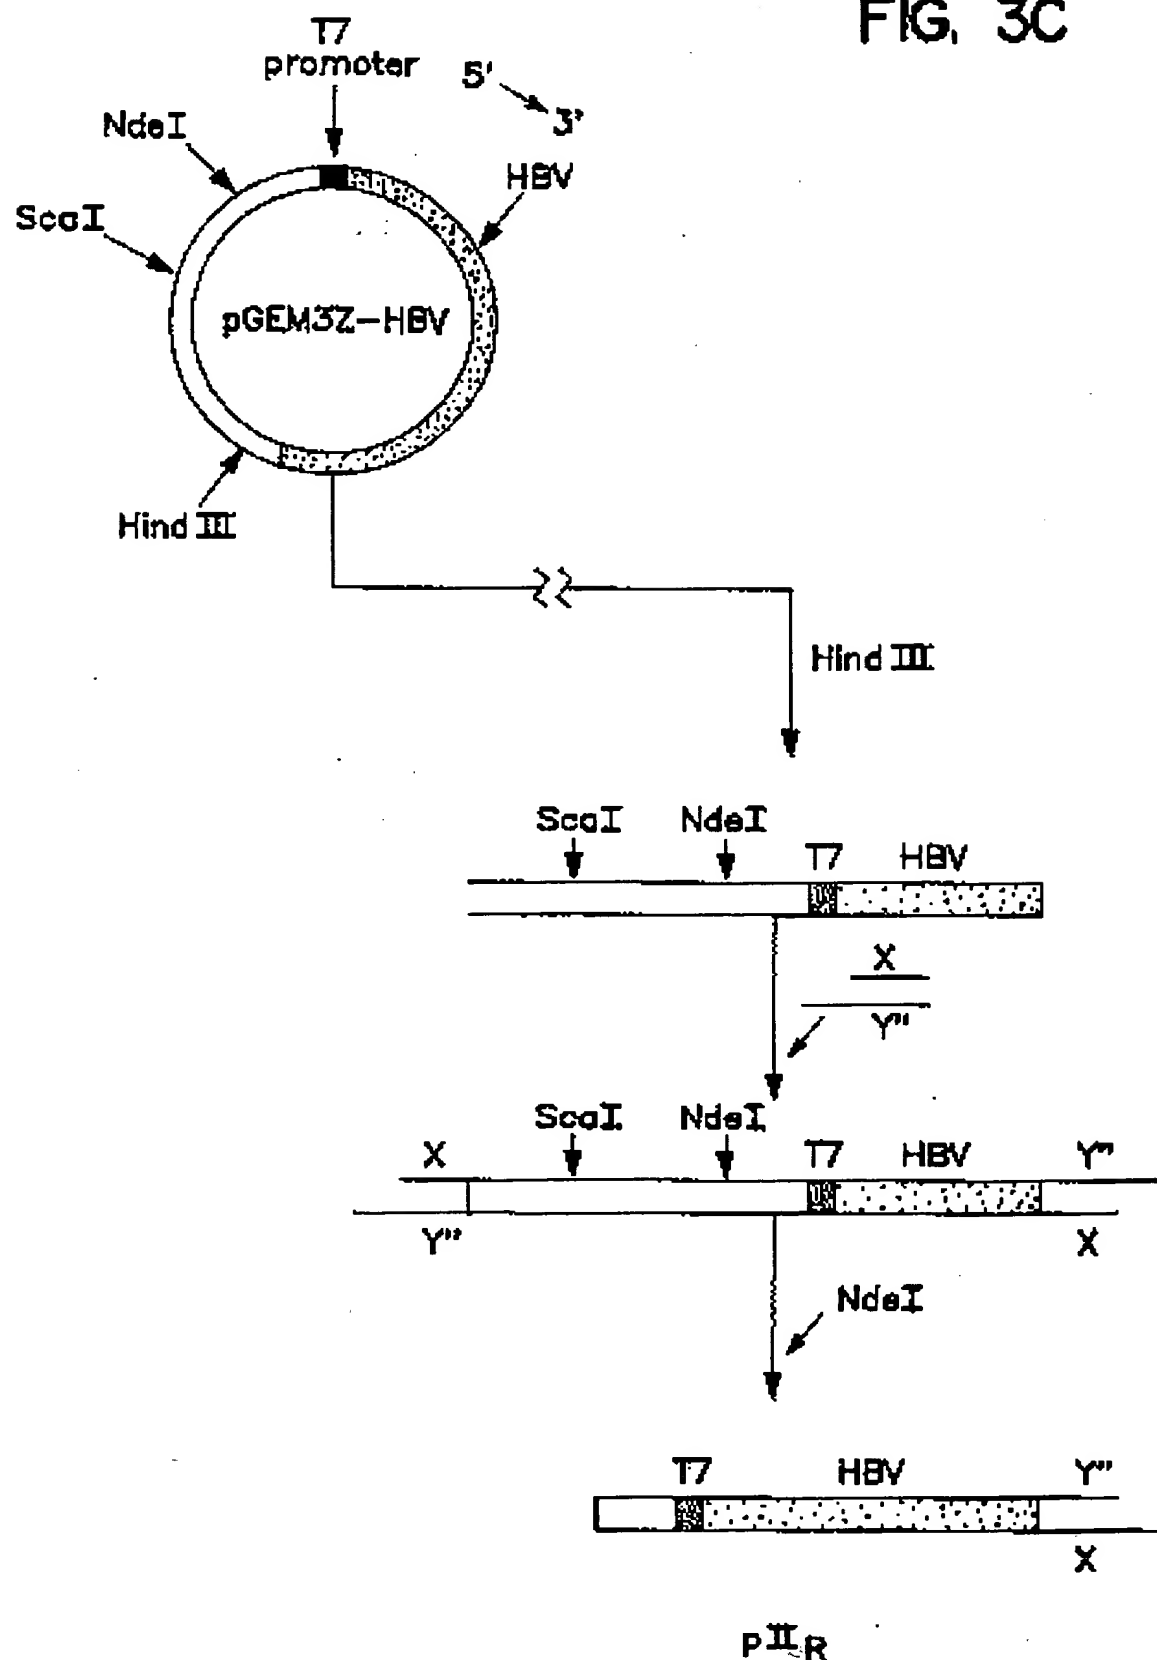 FIG. 3C
T7
promoter
5'
3'
NdeI
HBV
ScaI
pGEM3Z-HBV
Hind III
Hind III
ScaI NdeI
T7 HBV
X
Y"
ScaI NdeI
X T7 HBV Y"
Y" X
NdeI
T7 HBV Y"
X
pIIR